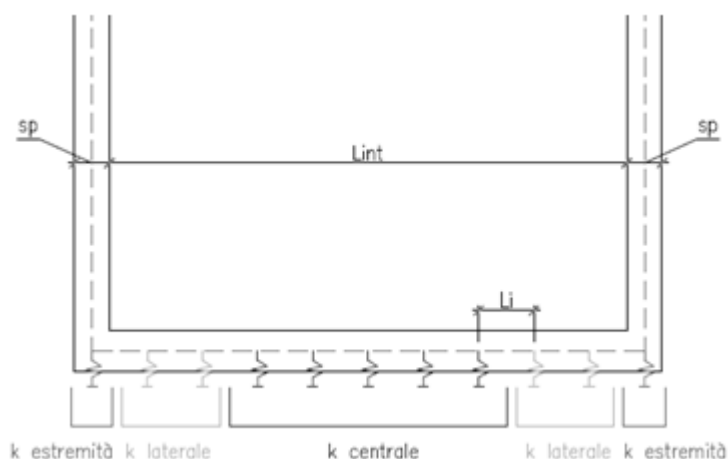 sp
sp
Lint
Li
k estremità k laterale k centrale k laterale k estremità